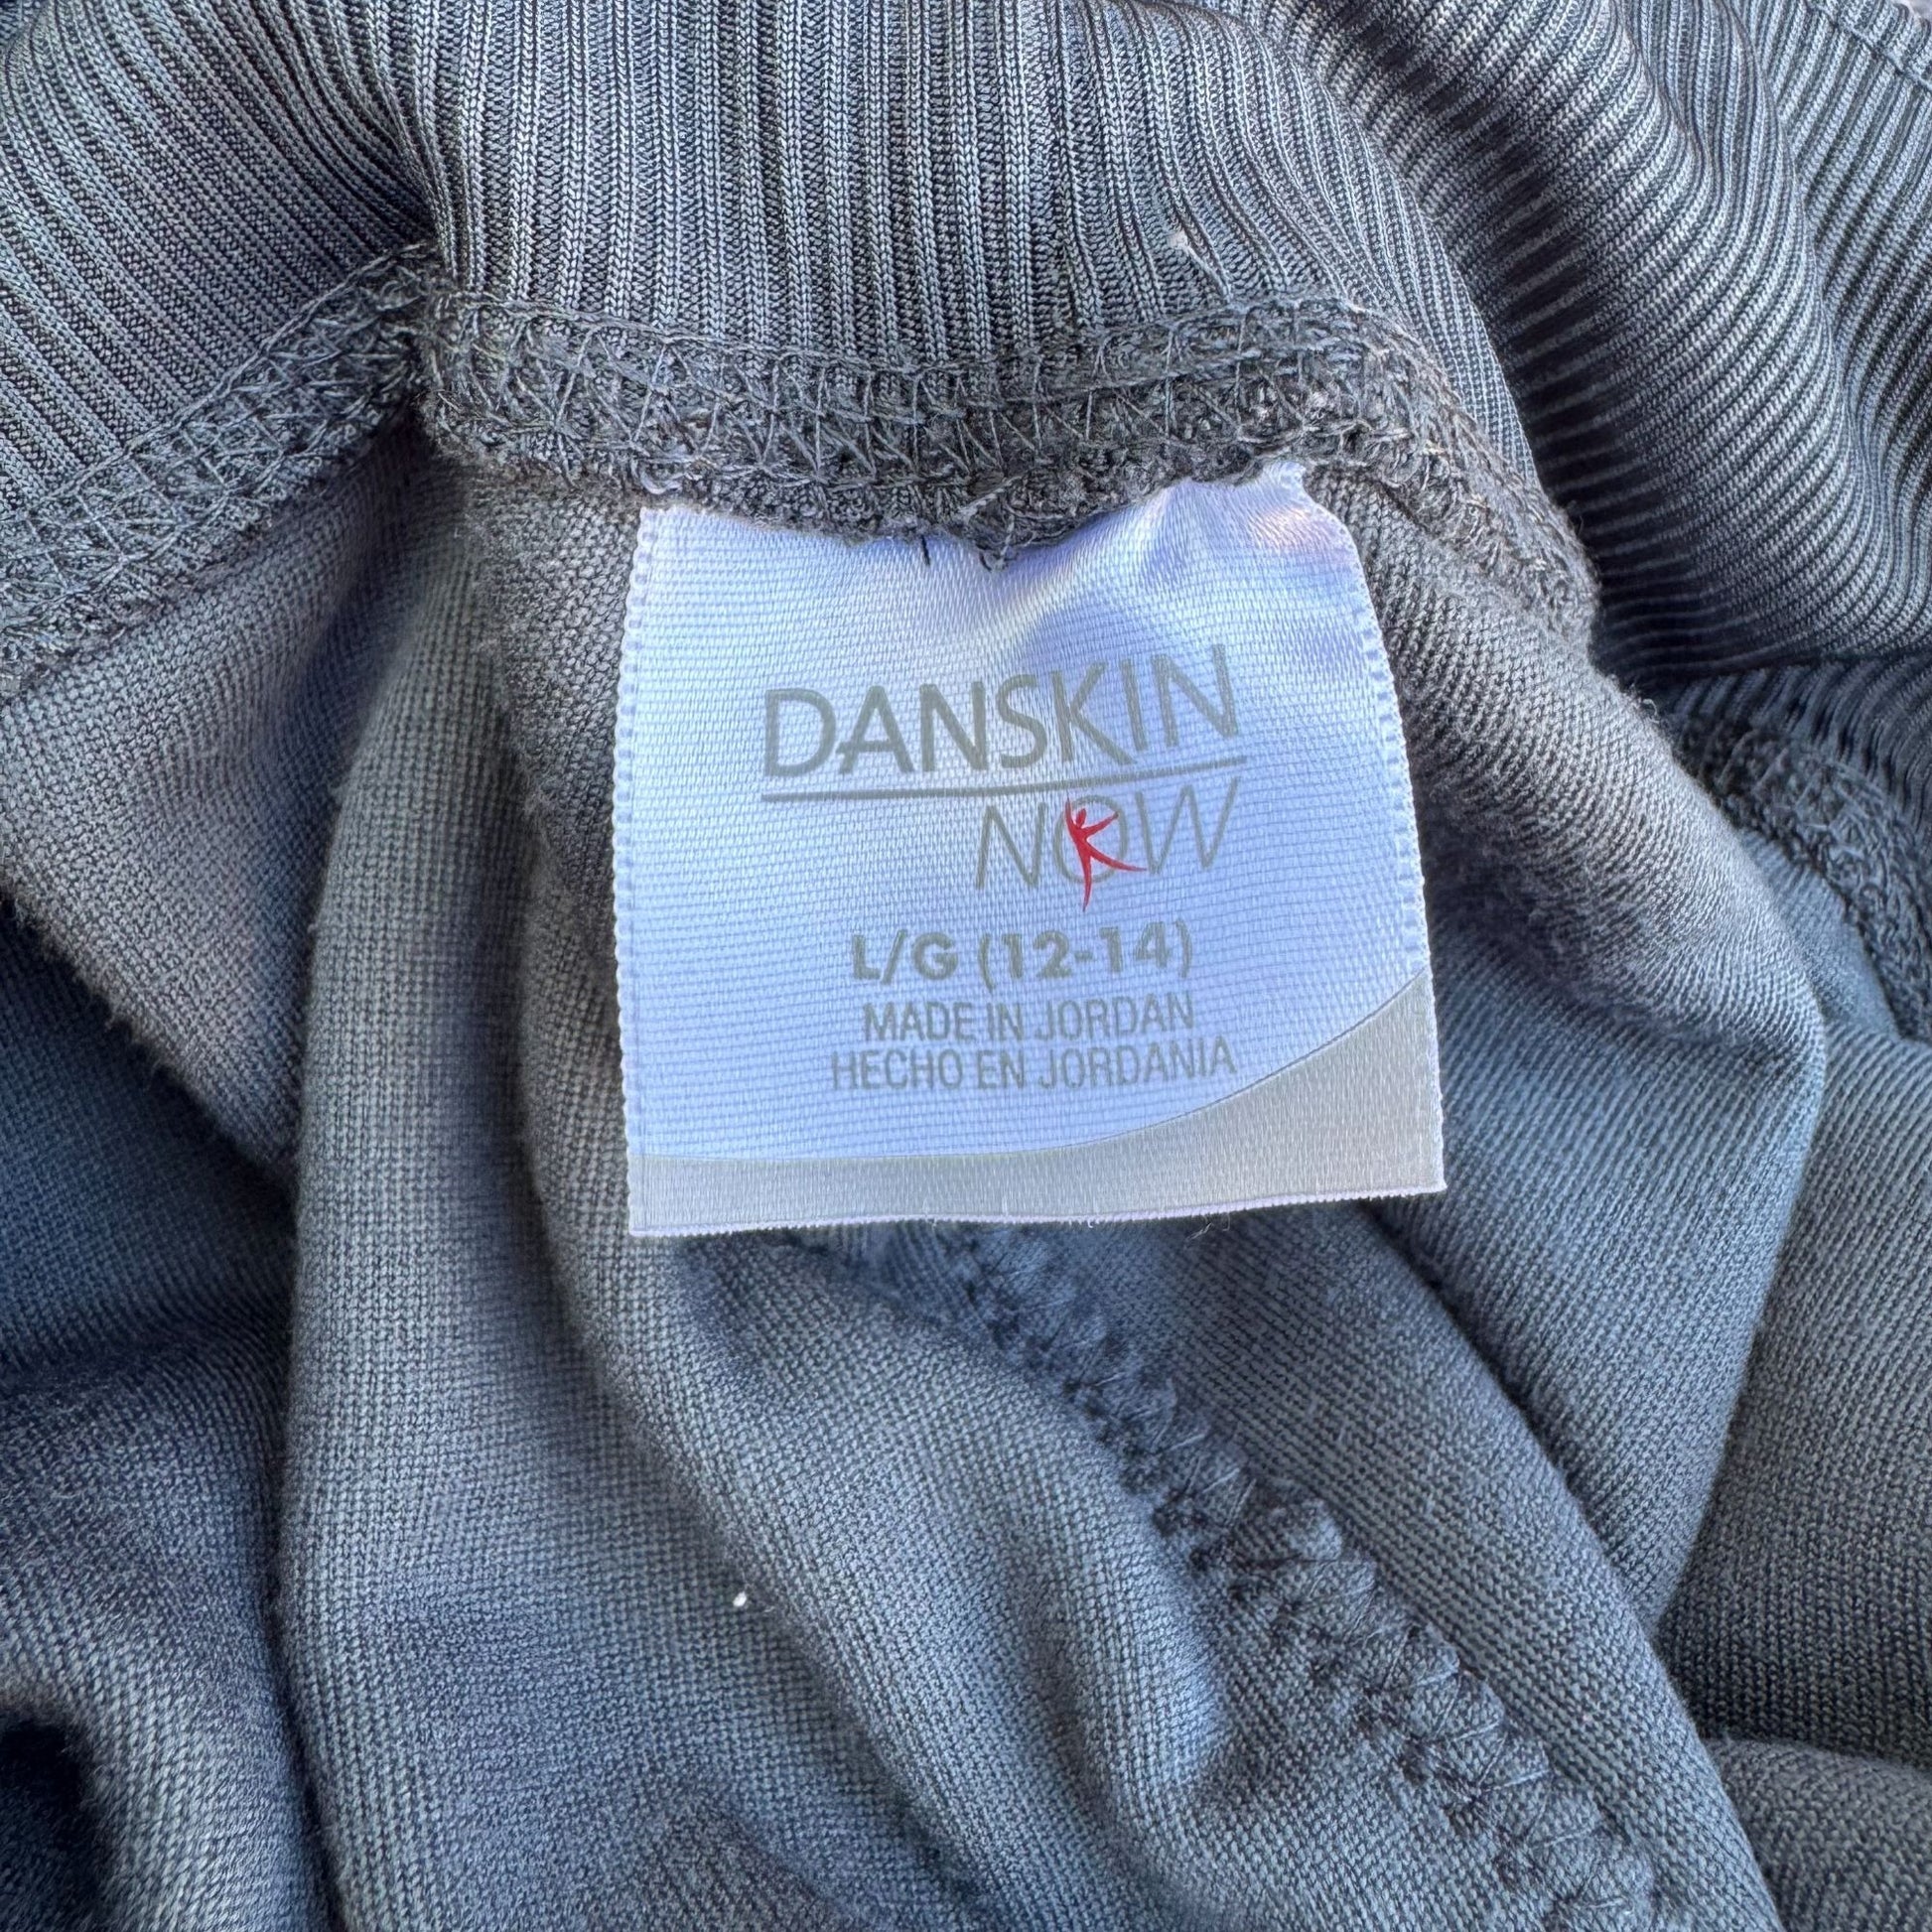 DANSKIN
NOW
L/G (12-14)
MADE IN JORDAN
HECHO EN JORDANIA